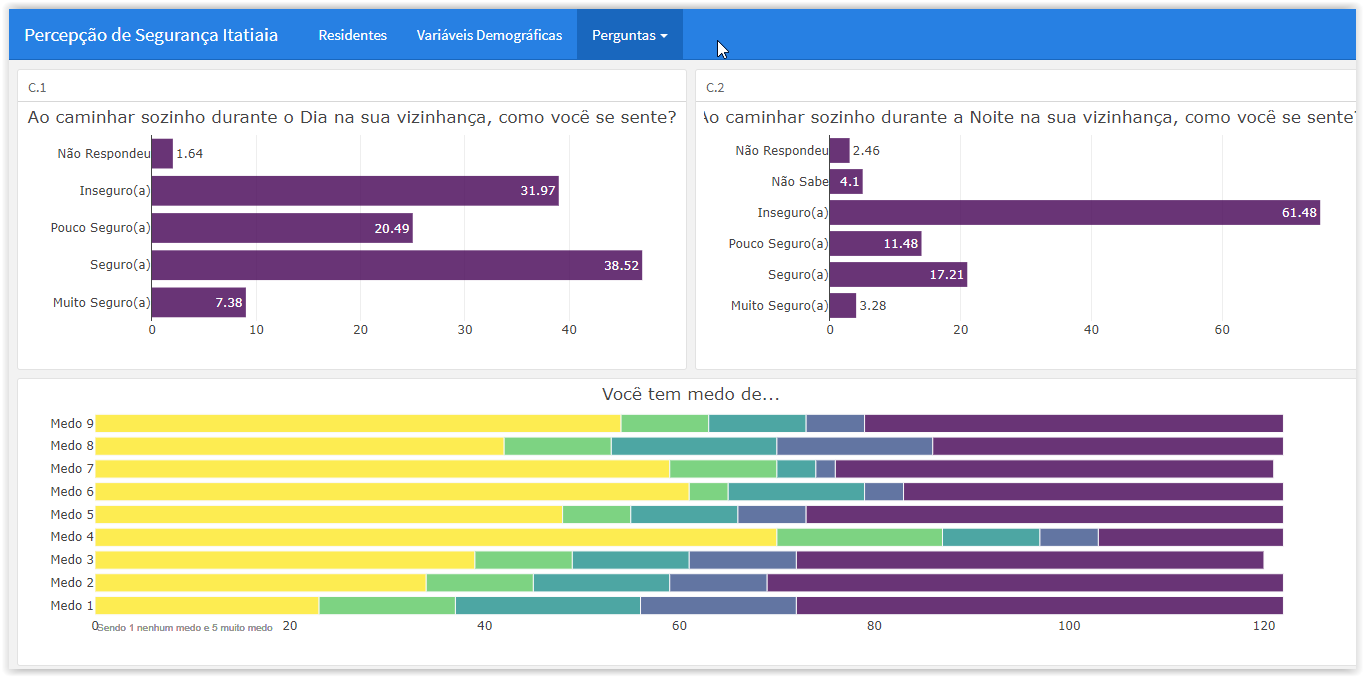 Percepção de Segurança Itatiaia Residentes Variáveis Demográficas Perguntas
C.1
Ao caminhar sozinho durante o Dia na sua vizinhança, como você se sente?
Não Respondeu 1.64
Inseguro(a) 31.97
Pouco Seguro(a) 20.49
Seguro(a) 38.52
Muito Seguro(a) 7.38
0 10 20 30 40
C.2
Ao caminhar sozinho durante a Noite na sua vizinhança, como você se sente?
Não Respondeu 2.46
Não Sabe 4.1
Inseguro(a) 61.48
Pouco Seguro(a) 11.48
Seguro(a) 17.21
Muito Seguro(a) 3.28
0 20 40 60
Você tem medo de...
Medo 9
Medo 8
Medo 7
Medo 6
Medo 5
Medo 4
Medo 3
Medo 2
Medo 1
0 20 40 60 80 100 120
Sendo 1 nenhum medo e 5 muito medo